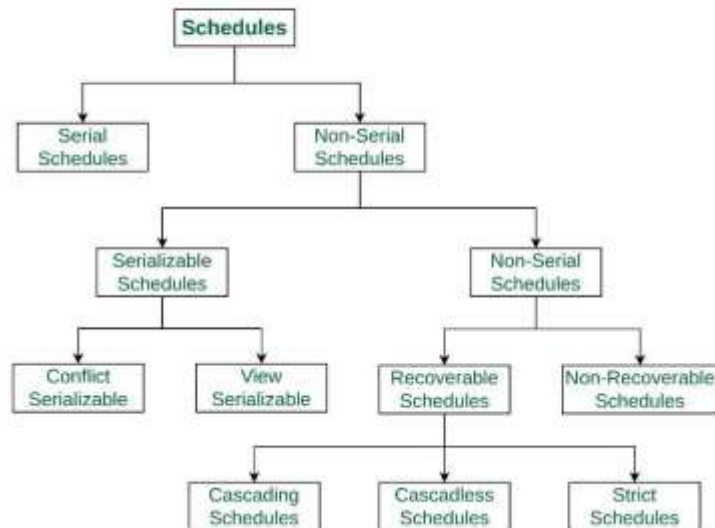 Schedules
Serial
Schedules
Non-Serial
Schedules
Serializable
Schedules
Non-Serial
Schedules
Conflict
Serializable
View
Serializable
Recoverable
Schedules
Non-Recoverable
Schedules
Cascading
Schedules
Cascadless
Schedules
Strict
Schedules